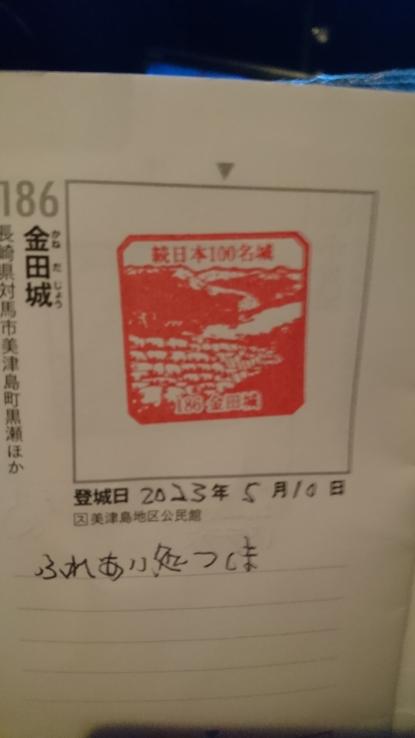 186
金田城
かねだじょう
長崎県対馬市美津島町黒瀬ほか
続日本100名城
186 金田城
登城日 2023年 5月10日
ス 美津島地区公民館
ふれあい処つしま